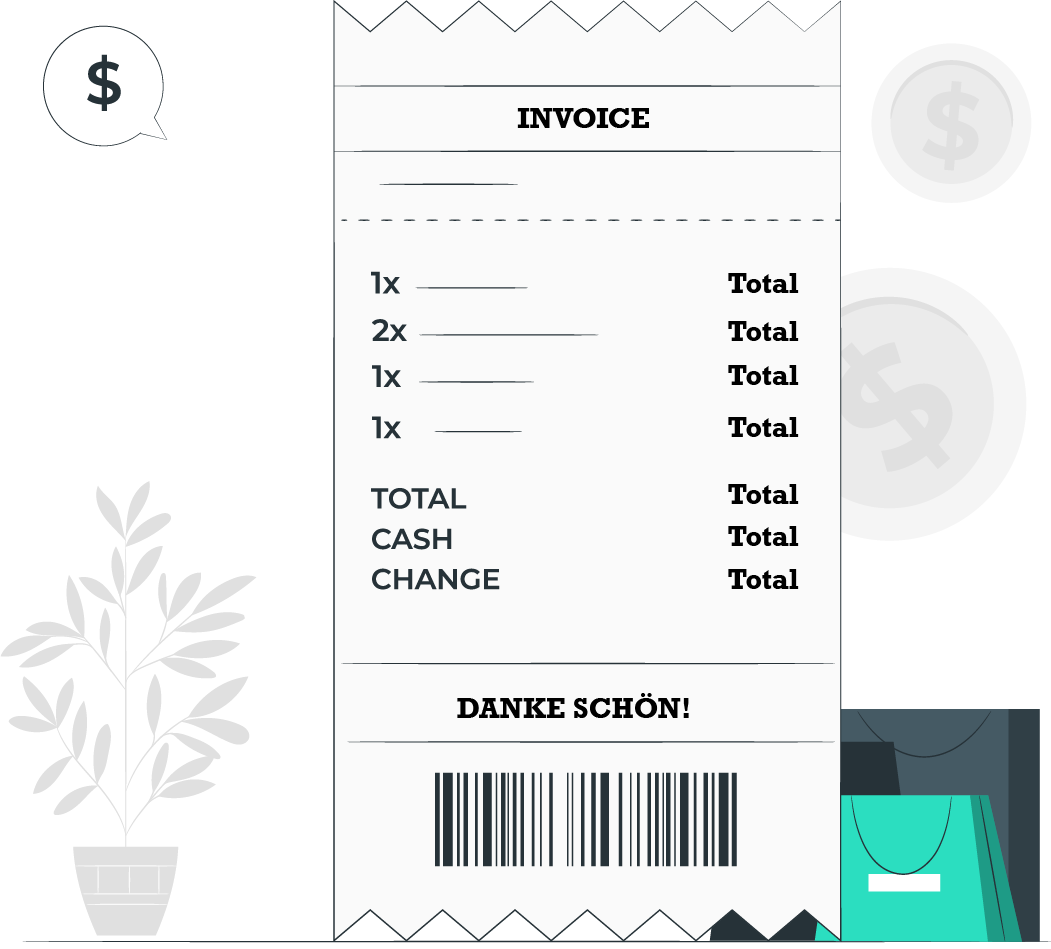 $
$
INVOICE
1x Total
2x Total
$
1x Total
1x Total
TOTAL Total
CASH Total
CHANGE Total
DANKE SCHÖN!